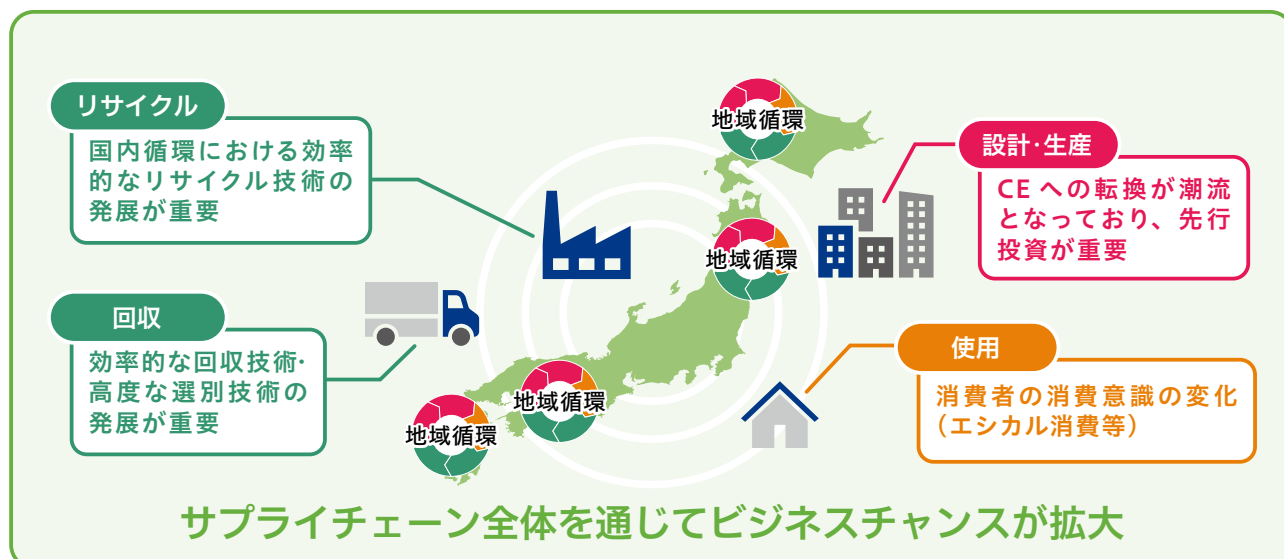 リサイクル
国内循環における効率
的なリサイクル技術の
発展が重要
回収
効率的な回収技術・
高度な選別技術の
発展が重要
地域循環
地域循環
地域循環
地域循環
設計・生産
CE への転換が潮流
となっており、先行
投資が重要
使用
消費者の消費意識の変化
（エシカル消費等）
サプライチェーン全体を通じてビジネスチャンスが拡大